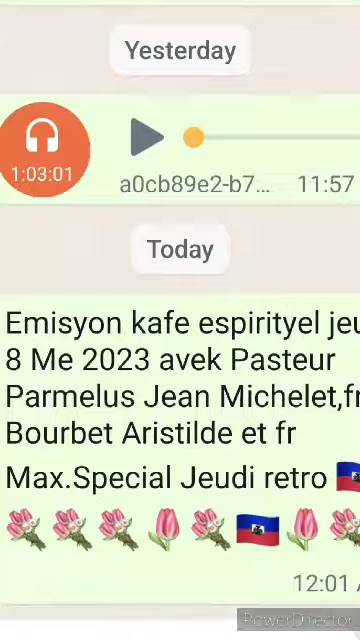 Yesterday
1:03:01
a0cb89e2-b7... 11:57
Today
Emisyon kafe espirityel jeu
8 Me 2023 avek Pasteur
Parmelus Jean Michelet,fr
Bourbet Aristilde et fr
Max.Special Jeudi retro 🇭🇹
💐💐💐🌷💐🇭🇹🌷💐
12:01 A
PowerDirector